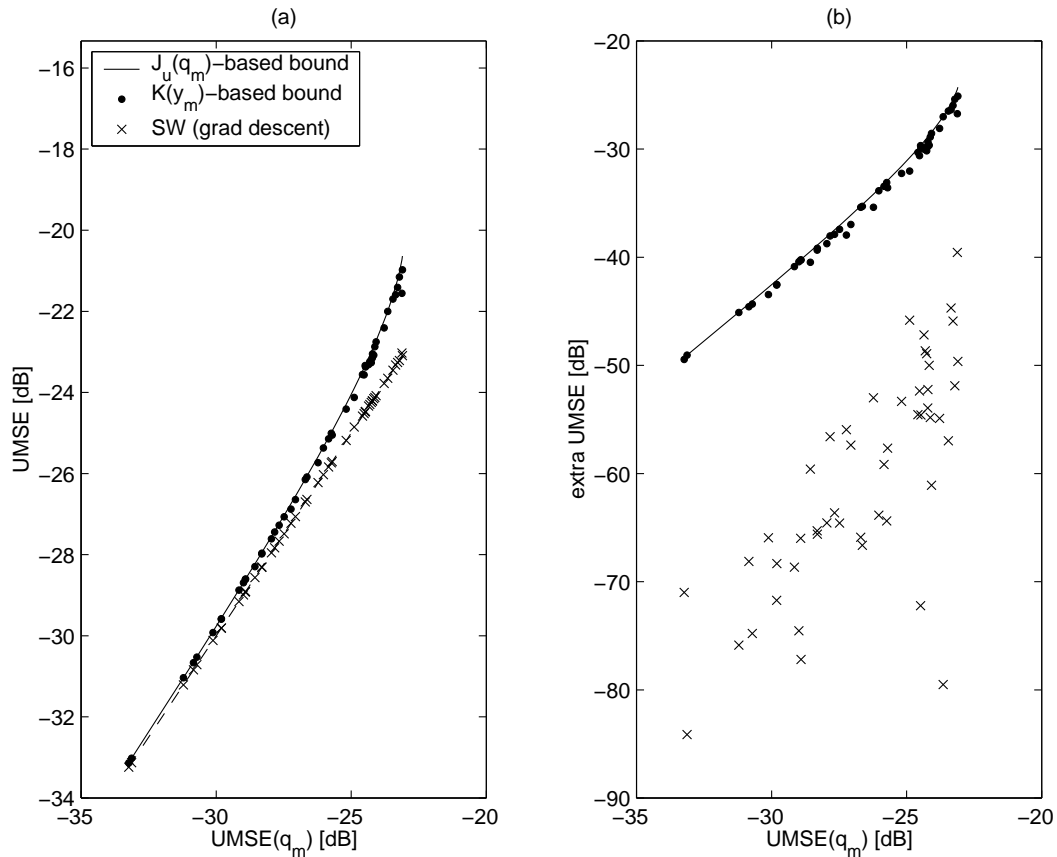 (a)
−16
−18
−20
−22
−24
−26
−28
−30
−32
−34
−35
−30
−25
−20
UMSE [dB]
UMSE(q_m) [dB]
J_u(q_m)−based bound
K(y_m)−based bound
SW (grad descent)
(b)
−20
−30
−40
−50
−60
−70
−80
−90
−35
−30
−25
−20
extra UMSE [dB]
UMSE(q_m) [dB]